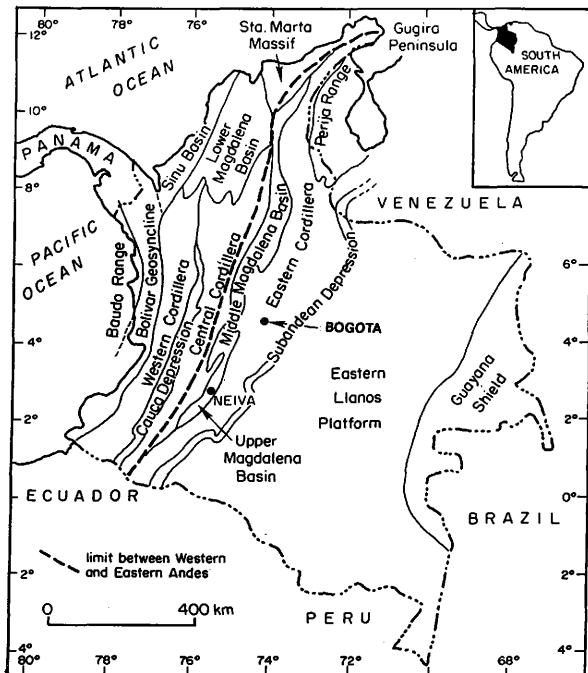 80°
78°
76°
74°
72°
12°
10°
8°
6°
4°
2°
0°
2°
4°
6°
4°
2°
0°
2°
4°
80°
78°
76°
74°
72°
70°
68°
Sta. Marta
Massif
Gugira
Peninsula
SOUTH
AMERICA
ATLANTIC
OCEAN
PANAMA
PACIFIC
OCEAN
VENEZUELA
Sinu Basin
Lower
Magdalena
Basin
Perija Range
Baudo Range
Bolivar Geosyncline
Western Cordillera
Cauca Depression
Central Cordillera
Middle Magdalena Basin
Eastern Cordillera
Subandean Depression
BOGOTA
NEIVA
Upper
Magdalena
Basin
Eastern
Llanos
Platform
Guayana
Shield
ECUADOR
BRAZIL
PERU
limit between Western
and Eastern Andes
0
400 km